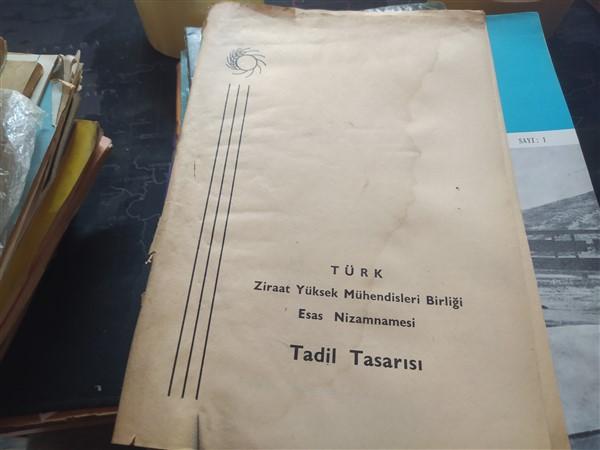 SAYI: 1
TÜRK
Ziraat Yüksek Mühendisleri Birliği
Esas Nizamnamesi
Tadil Tasarısı